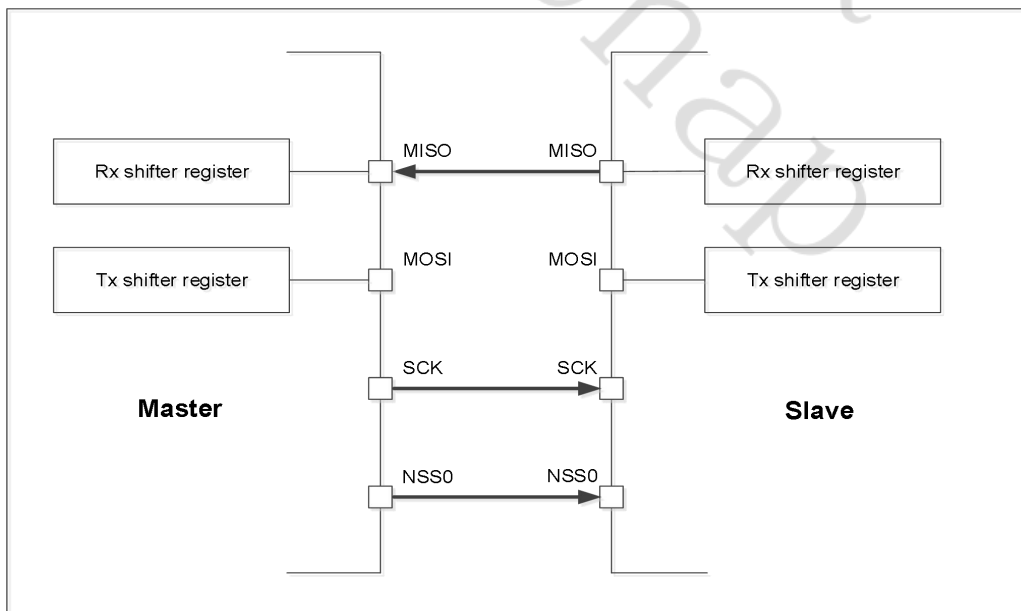 MISO MISO
Rx shifter register Rx shifter register
MOSI MOSI
Tx shifter register Tx shifter register
SCK SCK
Master Slave
NSS0 NSS0